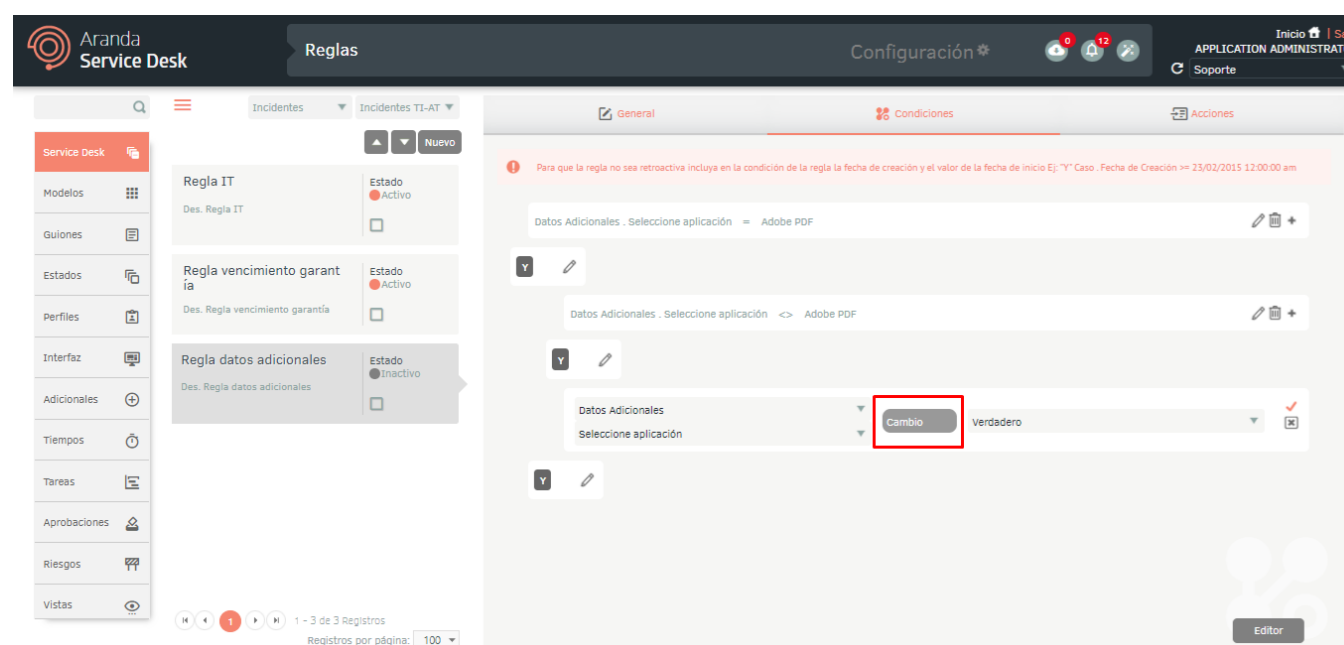 Aranda
Service Desk
Reglas
Configuración
0
12
Inicio | Se
APPLICATION ADMINISTRAT
Soporte
Incidentes
Incidentes TI-AT
Nuevo
Service Desk
Modelos
Guiones
Estados
Perfiles
Interfaz
Adicionales
Tiempos
Tareas
Aprobaciones
Riesgos
Vistas
Regla IT
Des. Regla IT
Estado
Activo
Regla vencimiento garant
ía
Des. Regla vencimiento garantía
Estado
Activo
Regla datos adicionales
Des. Regla datos adicionales
Estado
Inactivo
1
1 - 3 de 3 Registros
Registros por página: 100
General
Condiciones
Acciones
Para que la regla no sea retroactiva incluya en la condición de la regla la fecha de creación y el valor de la fecha de inicio Ej: "Y" Caso . Fecha de Creación >= 23/02/2015 12:00:00 am
Datos Adicionales . Seleccione aplicación = Adobe PDF
Y
Datos Adicionales . Seleccione aplicación <> Adobe PDF
Y
Datos Adicionales
Seleccione aplicación
Cambio
Verdadero
Y
Editor